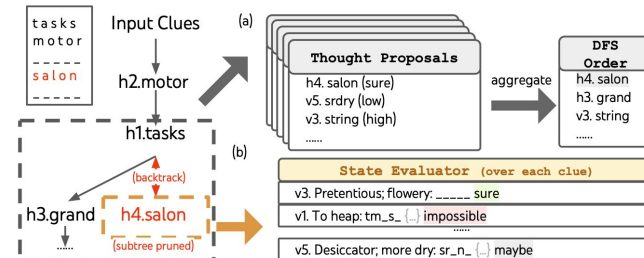 tasks
motor
_____
_____
salon
_____
Input Clues
h2.motor
h1.tasks
(backtrack)
h3.grand
h4.salon
......
(subtree pruned)
(a)
Thought Proposals
h4. salon (sure)
v5. srdry (low)
v3. string (high)
......
aggregate
DFS
Order
h4. salon
h3. grand
v3. string
......
(b)
State Evaluator (over each clue)
v3. Pretentious; flowery: _____ sure
v1. To heap: tm_s_ {...} impossible
......
v5. Desiccator; more dry: sr_n_ {...} maybe